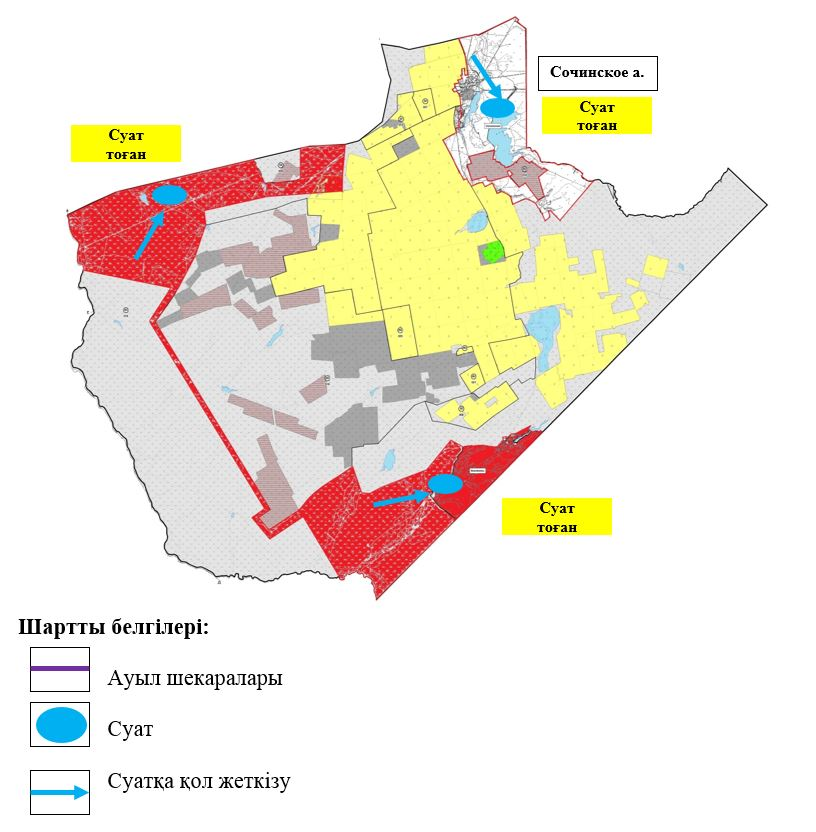 Сочинское а.
Суат
тоған
Суат
тоған
Суат
тоған
Шартты белгілері:
Ауыл шекаралары
Суат
Суатқа қол жеткізу